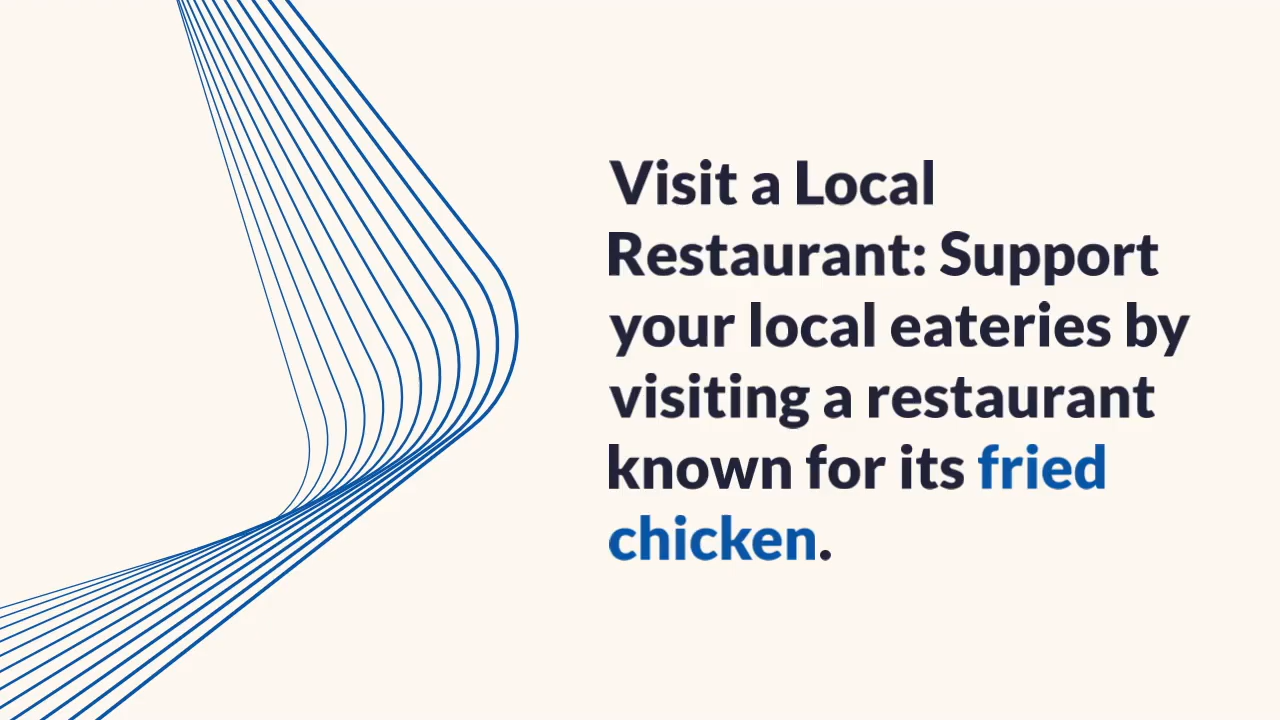 Visit a Local
Restaurant: Support
your local eateries by
visiting a restaurant
known for its fried
chicken.